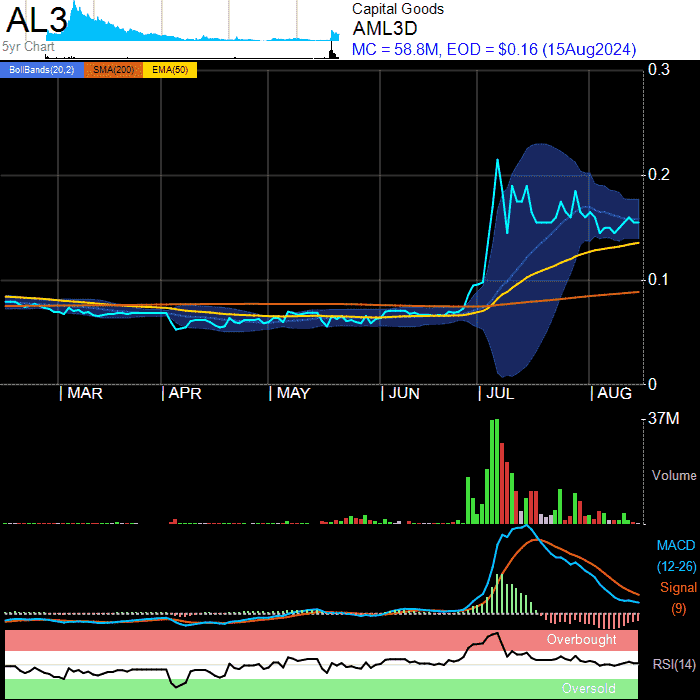 AL3
5yr Chart
Capital Goods
AML3D
MC = 58.8M, EOD = $0.16 (15Aug2024)
BollBands(20,2) SMA(200) EMA(50)
0.3
0.2
0.1
0
MAR APR MAY JUN JUL AUG
37M
Volume
MACD
(12-26)
Signal
(9)
Overbought
RSI(14)
Oversold